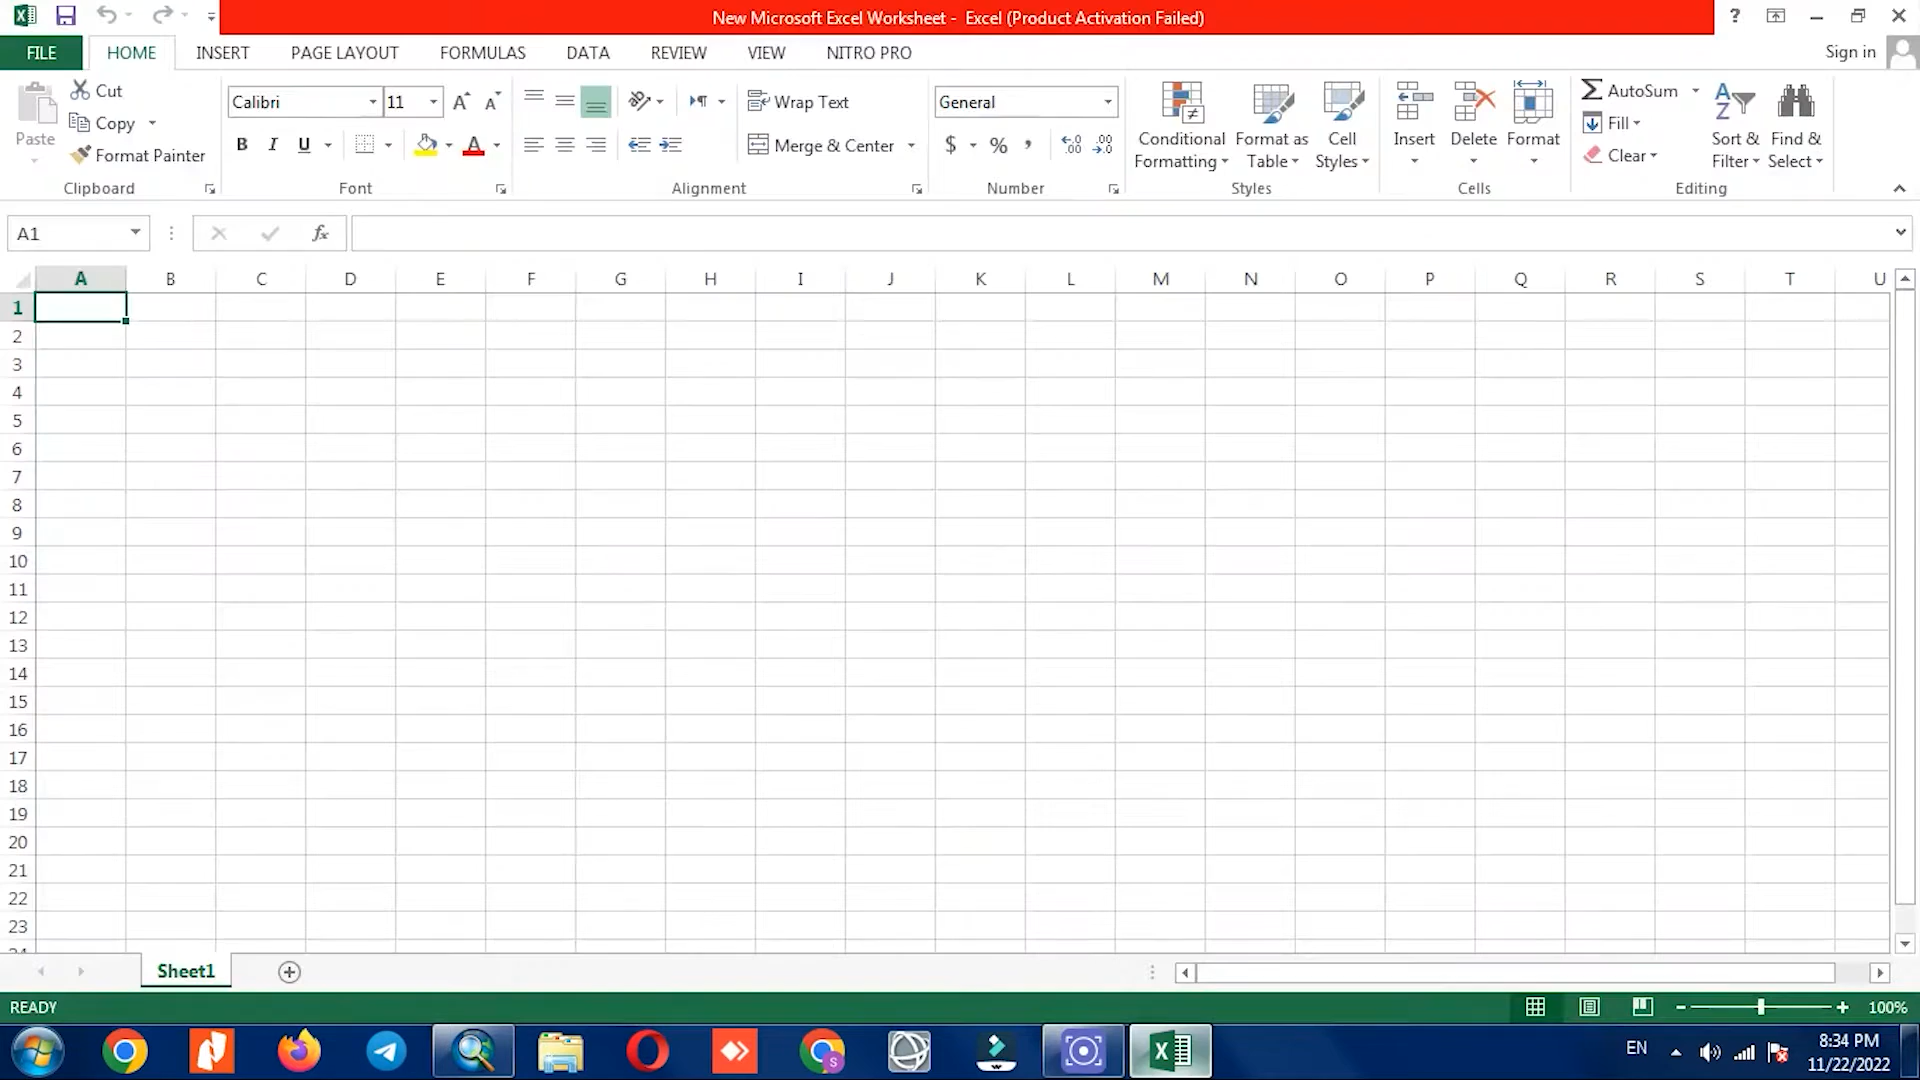 New Microsoft Excel Worksheet -  Excel (Product Activation Failed)
?
FILE HOME INSERT PAGE LAYOUT FORMULAS DATA REVIEW VIEW NITRO PRO Sign in
Paste
Cut
Copy
Format Painter
Clipboard
Calibri 11
B I U A
Font
Wrap Text
Merge & Center
Alignment
General
$ % ,
Number
Conditional Formatting
Format as Table
Cell Styles
Styles
Insert
Delete
Format
Cells
AutoSum
Fill
Clear
Sort & Filter
Find & Select
Editing
A1
fx
A B C D E F G H I J K L M N O P Q R S T U
1
2
3
4
5
6
7
8
9
10
11
12
13
14
15
16
17
18
19
20
21
22
23
24
Sheet1
READY
100%
EN
8:34 PM
11/22/2022